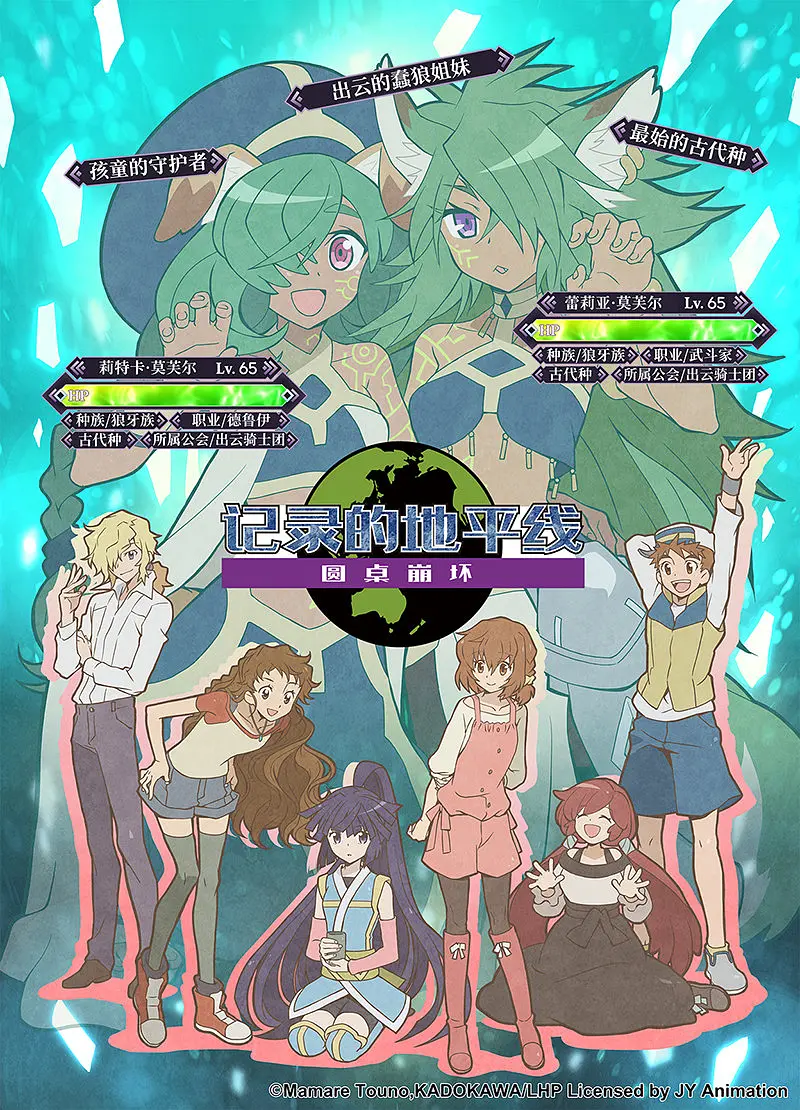 出云的蠢狼姐妹
孩童的守护者
最始的古代种
蕾莉亚·莫芙尔 Lv. 65
HP
种族/狼牙族 职业/武斗家
古代种 所属公会/出云骑士团
莉特卡·莫芙尔 Lv. 65
HP
种族/狼牙族 职业/德鲁伊
古代种 所属公会/出云骑士团
记录的地平线
圆桌崩坏
©Mamare Touno,KADOKAWA/LHP Licensed by JY Animation